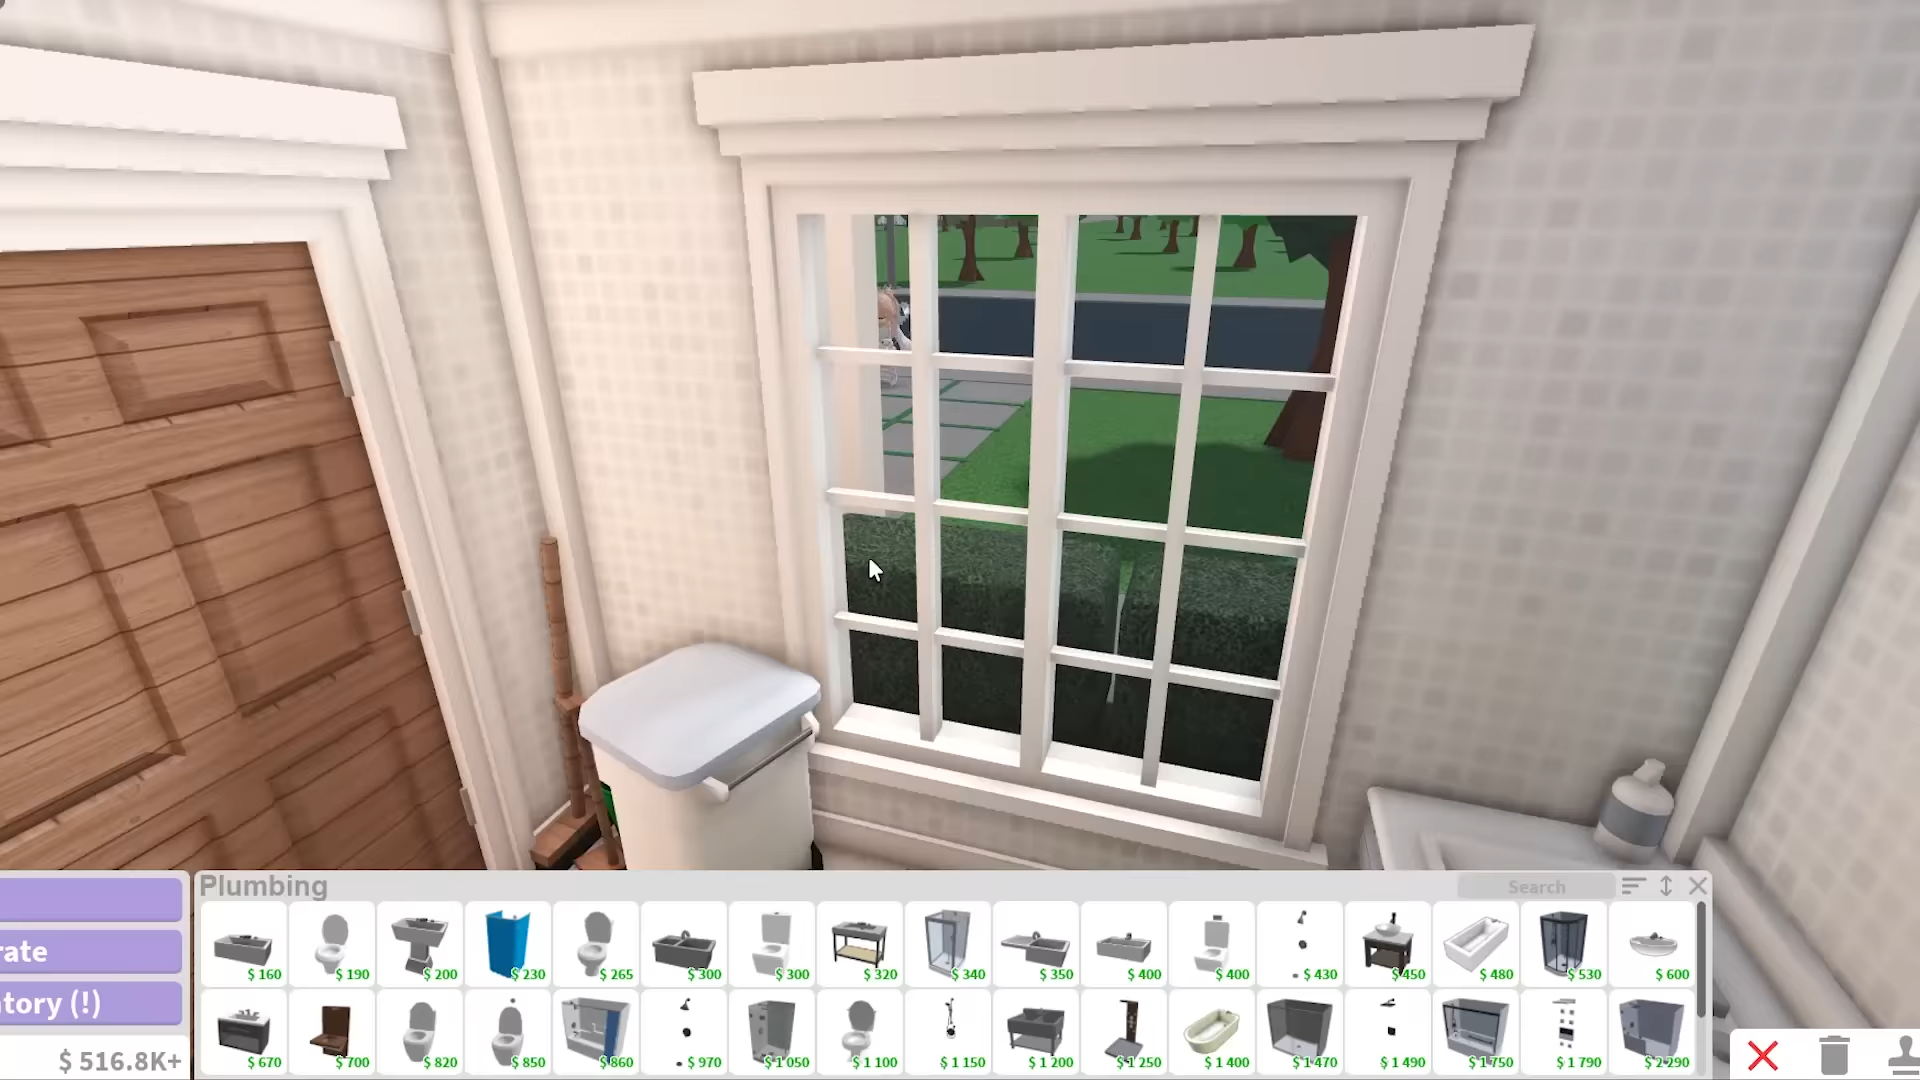 Plumbing
Search
$ 160 $ 190 $ 200 $ 230 $ 265 $ 300 $ 300 $ 320 $ 340 $ 350 $ 400 $ 400 $ 430 $ 450 $ 480 $ 530 $ 600
rate
$ 670 $ 700 $ 820 $ 850 $ 860 $ 970 $ 1 050 $ 1 100 $ 1 150 $ 1 200 $ 1 250 $ 1 400 $ 1 470 $ 1 490 $ 1 750 $ 1 790 $ 2 290
tory (!)
$ 516.8K+